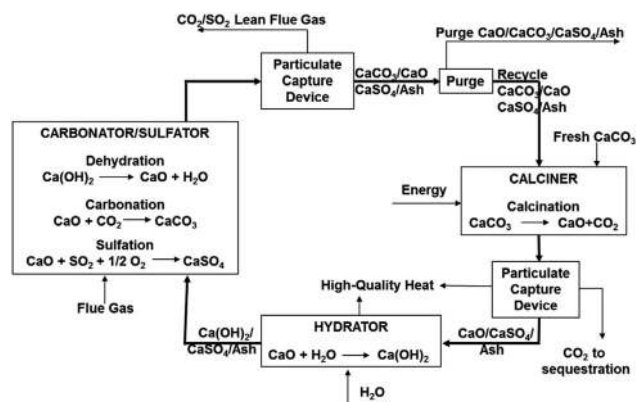 CO₂/SO₂ Lean Flue Gas
Purge CaO/CaCO₃/CaSO₄/Ash
Particulate
Capture
Device
CaCO₃/CaO
CaSO₄/Ash
Purge
Recycle
CaCO₃/CaO
CaSO₄/Ash
CARBONATOR/SULFATOR
Dehydration
Ca(OH)₂ → CaO + H₂O
Carbonation
CaO + CO₂ → CaCO₃
Sulfation
CaO + SO₂ + 1/2 O₂ → CaSO₄
Flue Gas
Fresh CaCO₃
Energy
CALCINER
Calcination
CaCO₃ → CaO+CO₂
High-Quality Heat
Particulate
Capture
Device
Ca(OH)₂/
CaSO₄/Ash
HYDRATOR
CaO + H₂O → Ca(OH)₂
CaO/CaSO₄/
Ash
CO₂ to
sequestration
H₂O